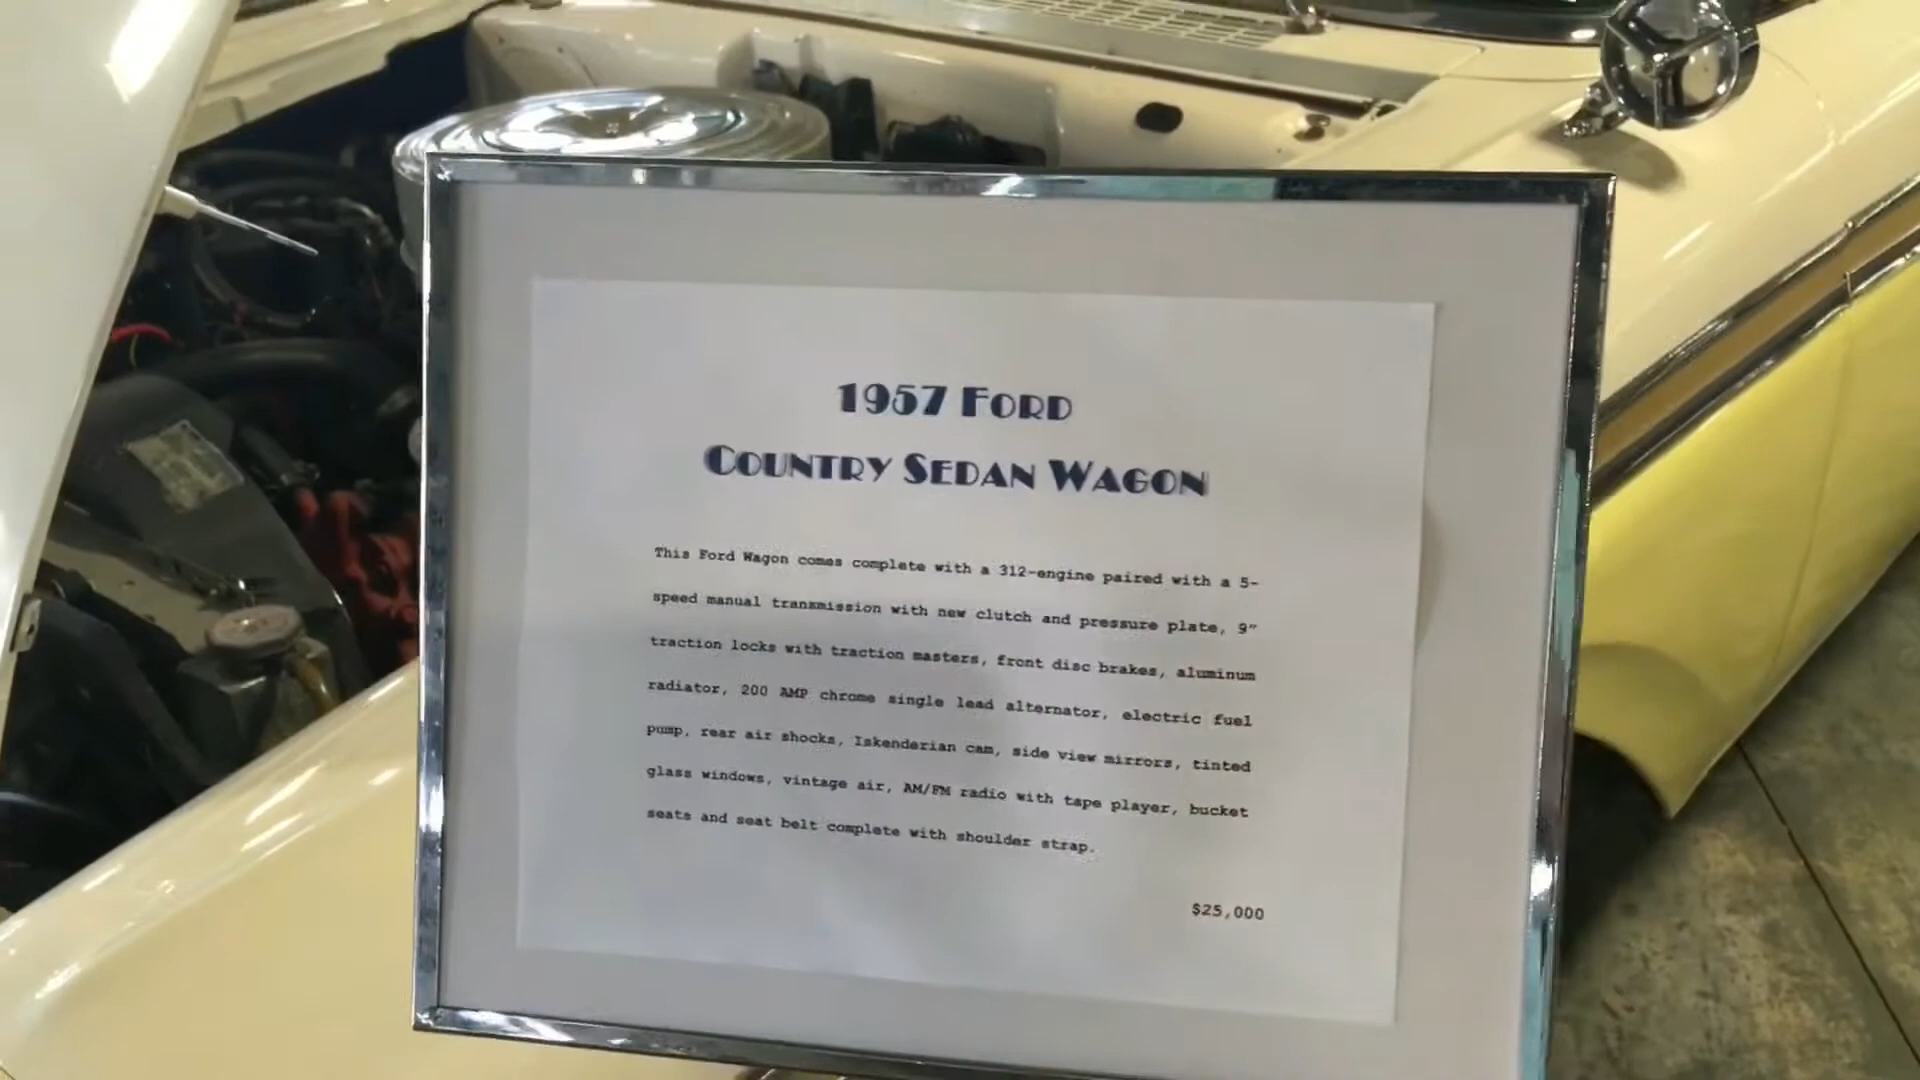 1957 FORD
COUNTRY SEDAN WAGON
This Ford Wagon comes complete with a 312-engine paired with a 5-
speed manual transmission with new clutch and pressure plate, 9"
traction locks with traction masters, front disc brakes, aluminum
radiator, 200 AMP chrome single lead alternator, electric fuel
pump, rear air shocks, Iskenderian cam, side view mirrors, tinted
glass windows, vintage air, AM/FM radio with tape player, bucket
seats and seat belt complete with shoulder strap.
$25,000